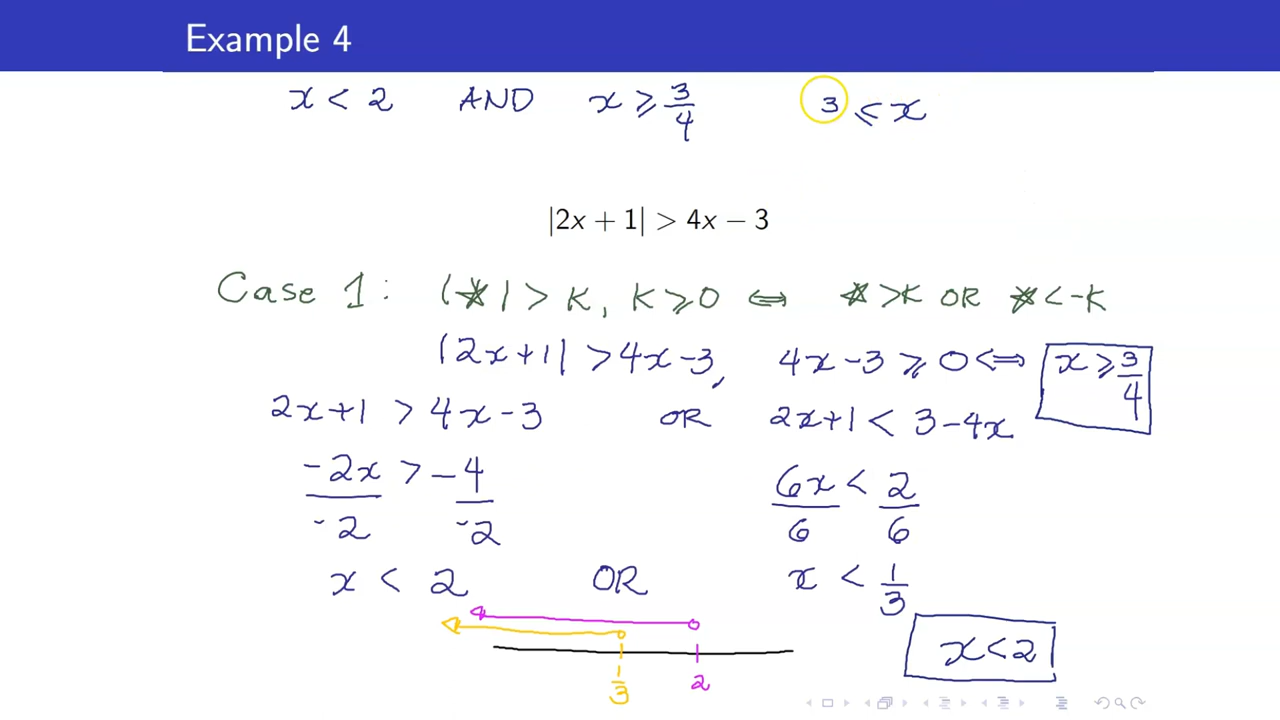 Example 4
x < 2 AND x ⩾ 3/4 3 ≤ x
|2x + 1| > 4x − 3
Case 1: |*| > K, K ⩾ 0 ⇔ * > K OR * < -K
|2x+1| > 4x-3, 4x-3 ⩾ 0 ⇔ x ⩾ 3/4
2x+1 > 4x-3 OR 2x+1 < 3-4x
-2x/-2 > -4/-2 6x/6 < 2/6
x < 2 OR x < 1/3
x < 2
1/3 2